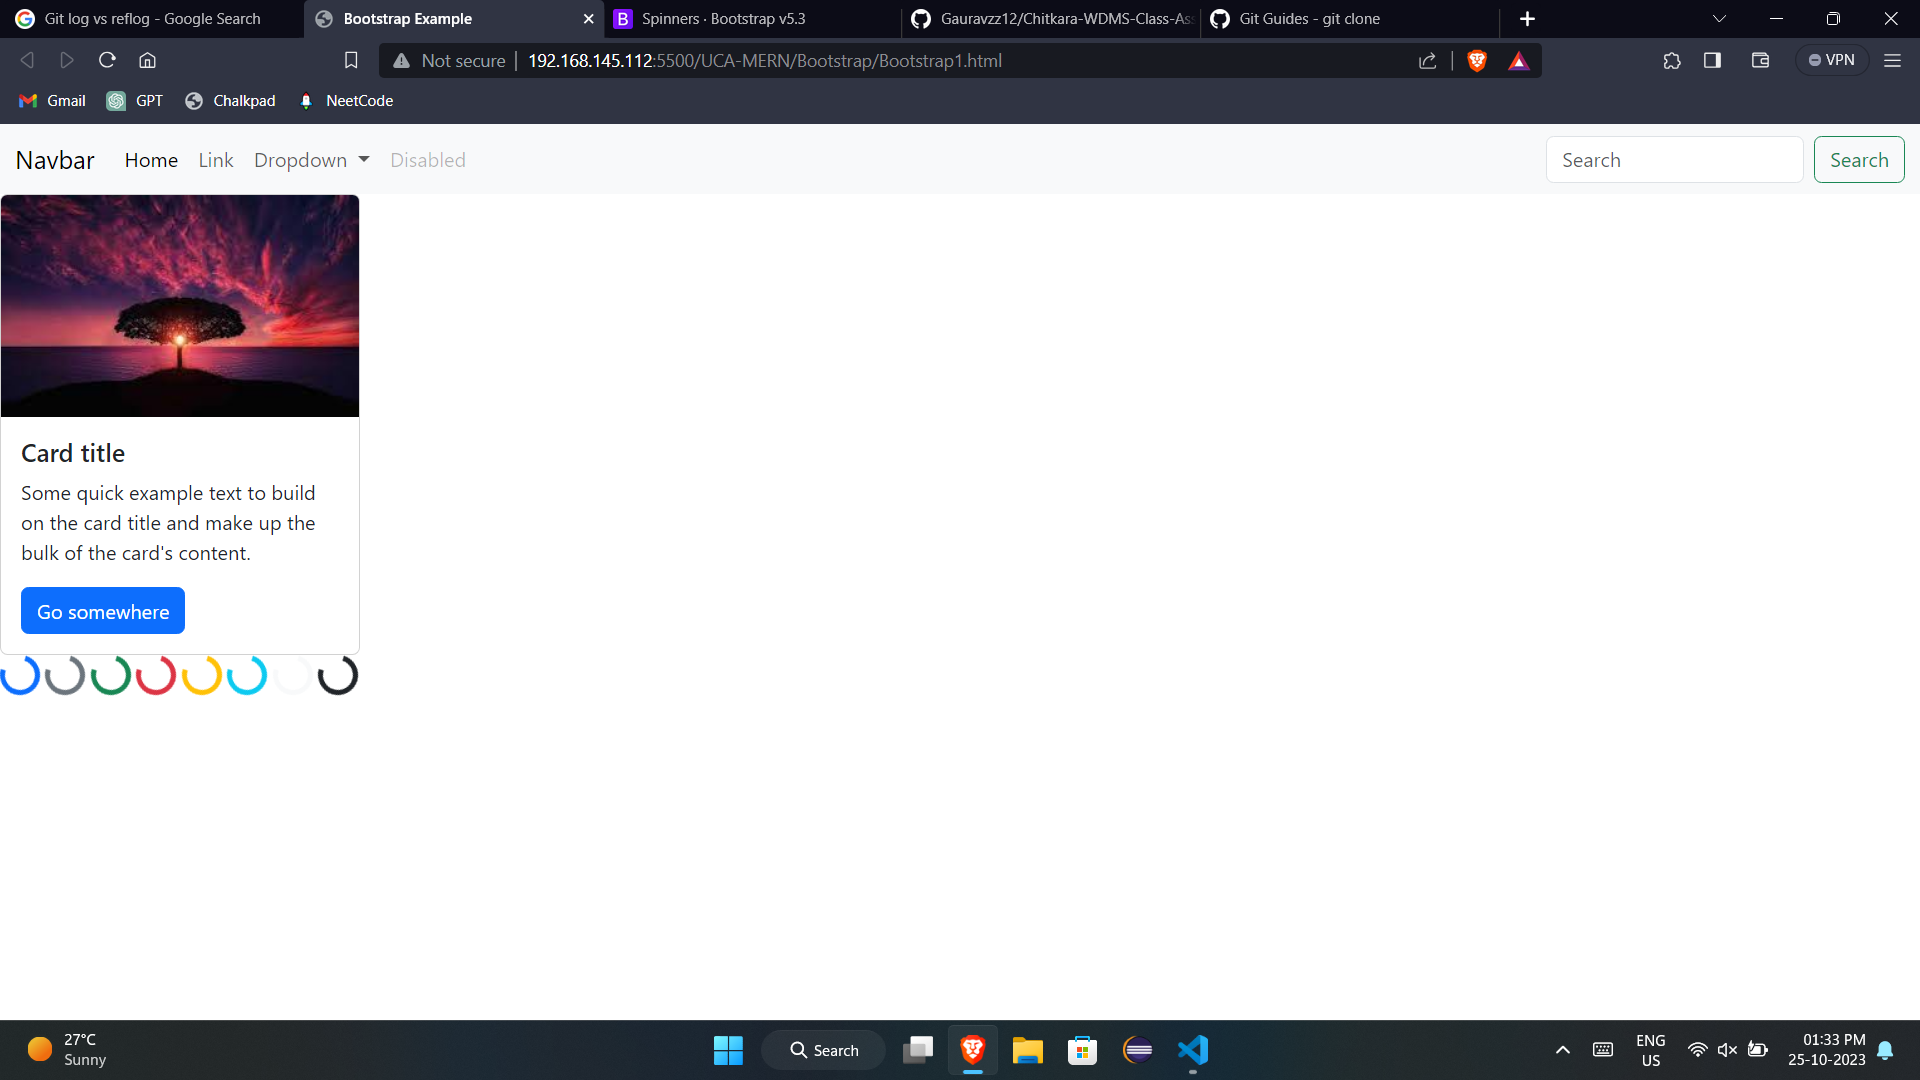 Git log vs reflog - Google Search
Bootstrap Example
Spinners · Bootstrap v5.3
Gauravzz12/Chitkara-WDMS-Class-As
Git Guides - git clone
Not secure
192.168.145.112:5500/UCA-MERN/Bootstrap/Bootstrap1.html
VPN
Gmail
GPT
Chalkpad
NeetCode
Navbar
Home
Link
Dropdown
Disabled
Search
Search
Card title
Some quick example text to build
on the card title and make up the
bulk of the card's content.
Go somewhere
27°C
Sunny
Search
ENG
US
01:33 PM
25-10-2023